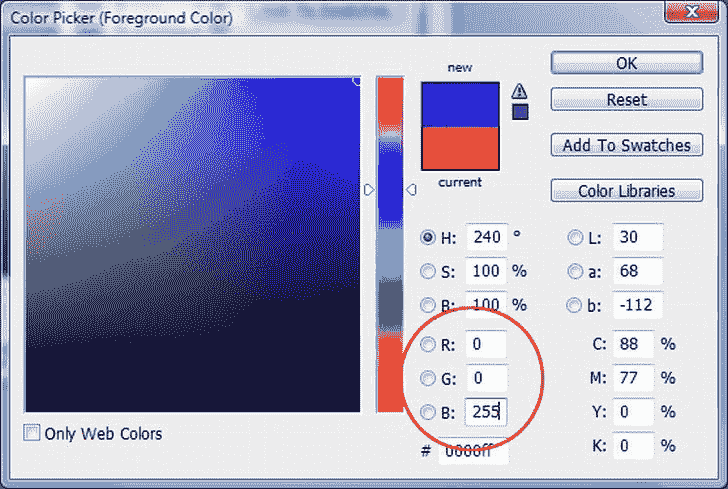 Color Picker (Foreground Color)
new
current
OK
Reset
Add To Swatches
Color Libraries
H: 240 °
S: 100 %
B: 100 %
R: 0
G: 0
B: 255
# 0000ff
L: 30
a: 68
b: -112
C: 88 %
M: 77 %
Y: 0 %
K: 0 %
Only Web Colors